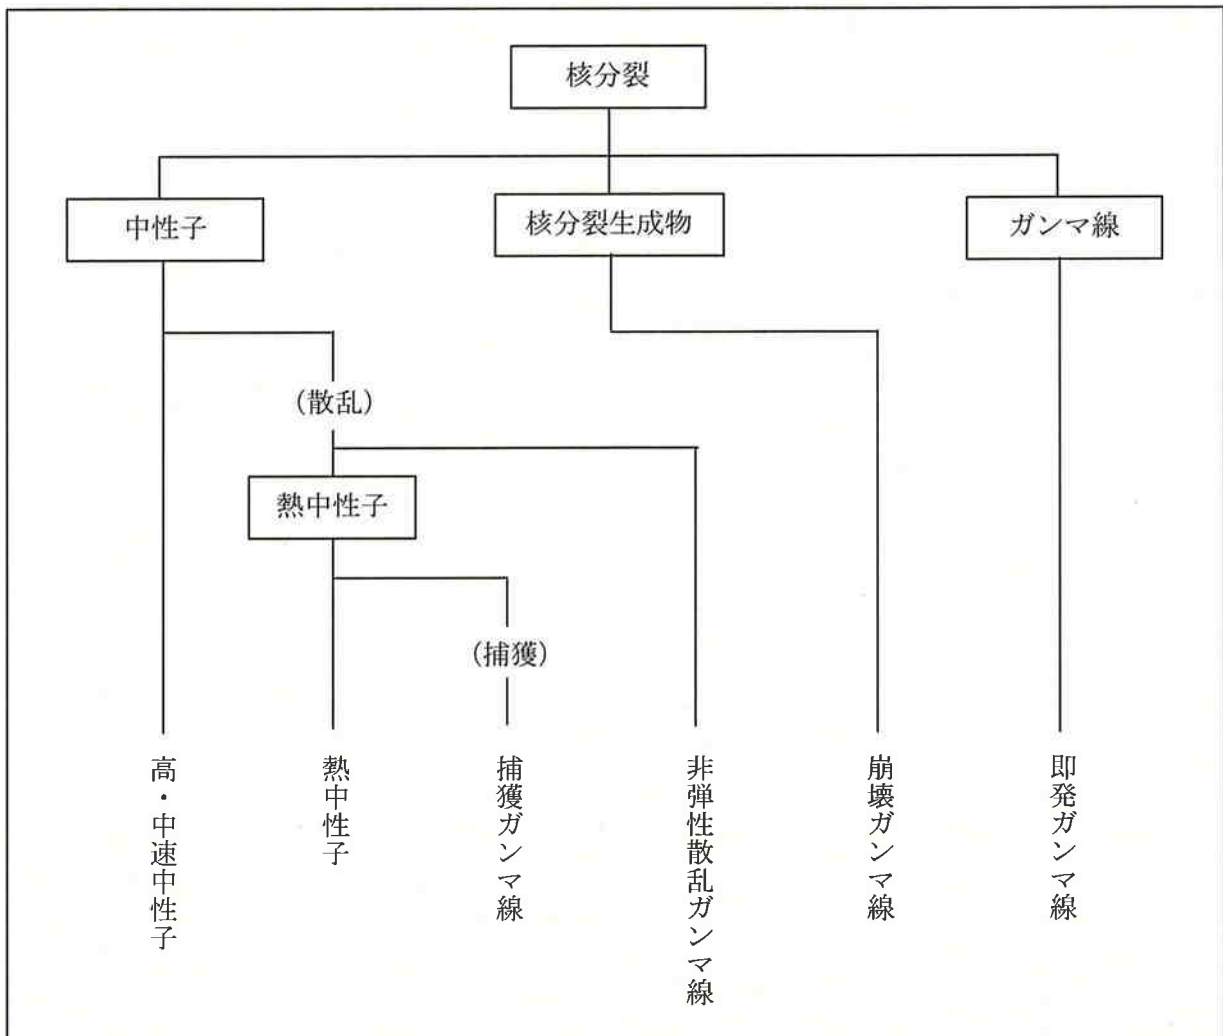 核分裂
中性子
核分裂生成物
ガンマ線
(散乱)
熱中性子
(捕獲)
高・中速中性子
熱中性子
捕獲ガンマ線
非弾性散乱ガンマ線
崩壊ガンマ線
即発ガンマ線